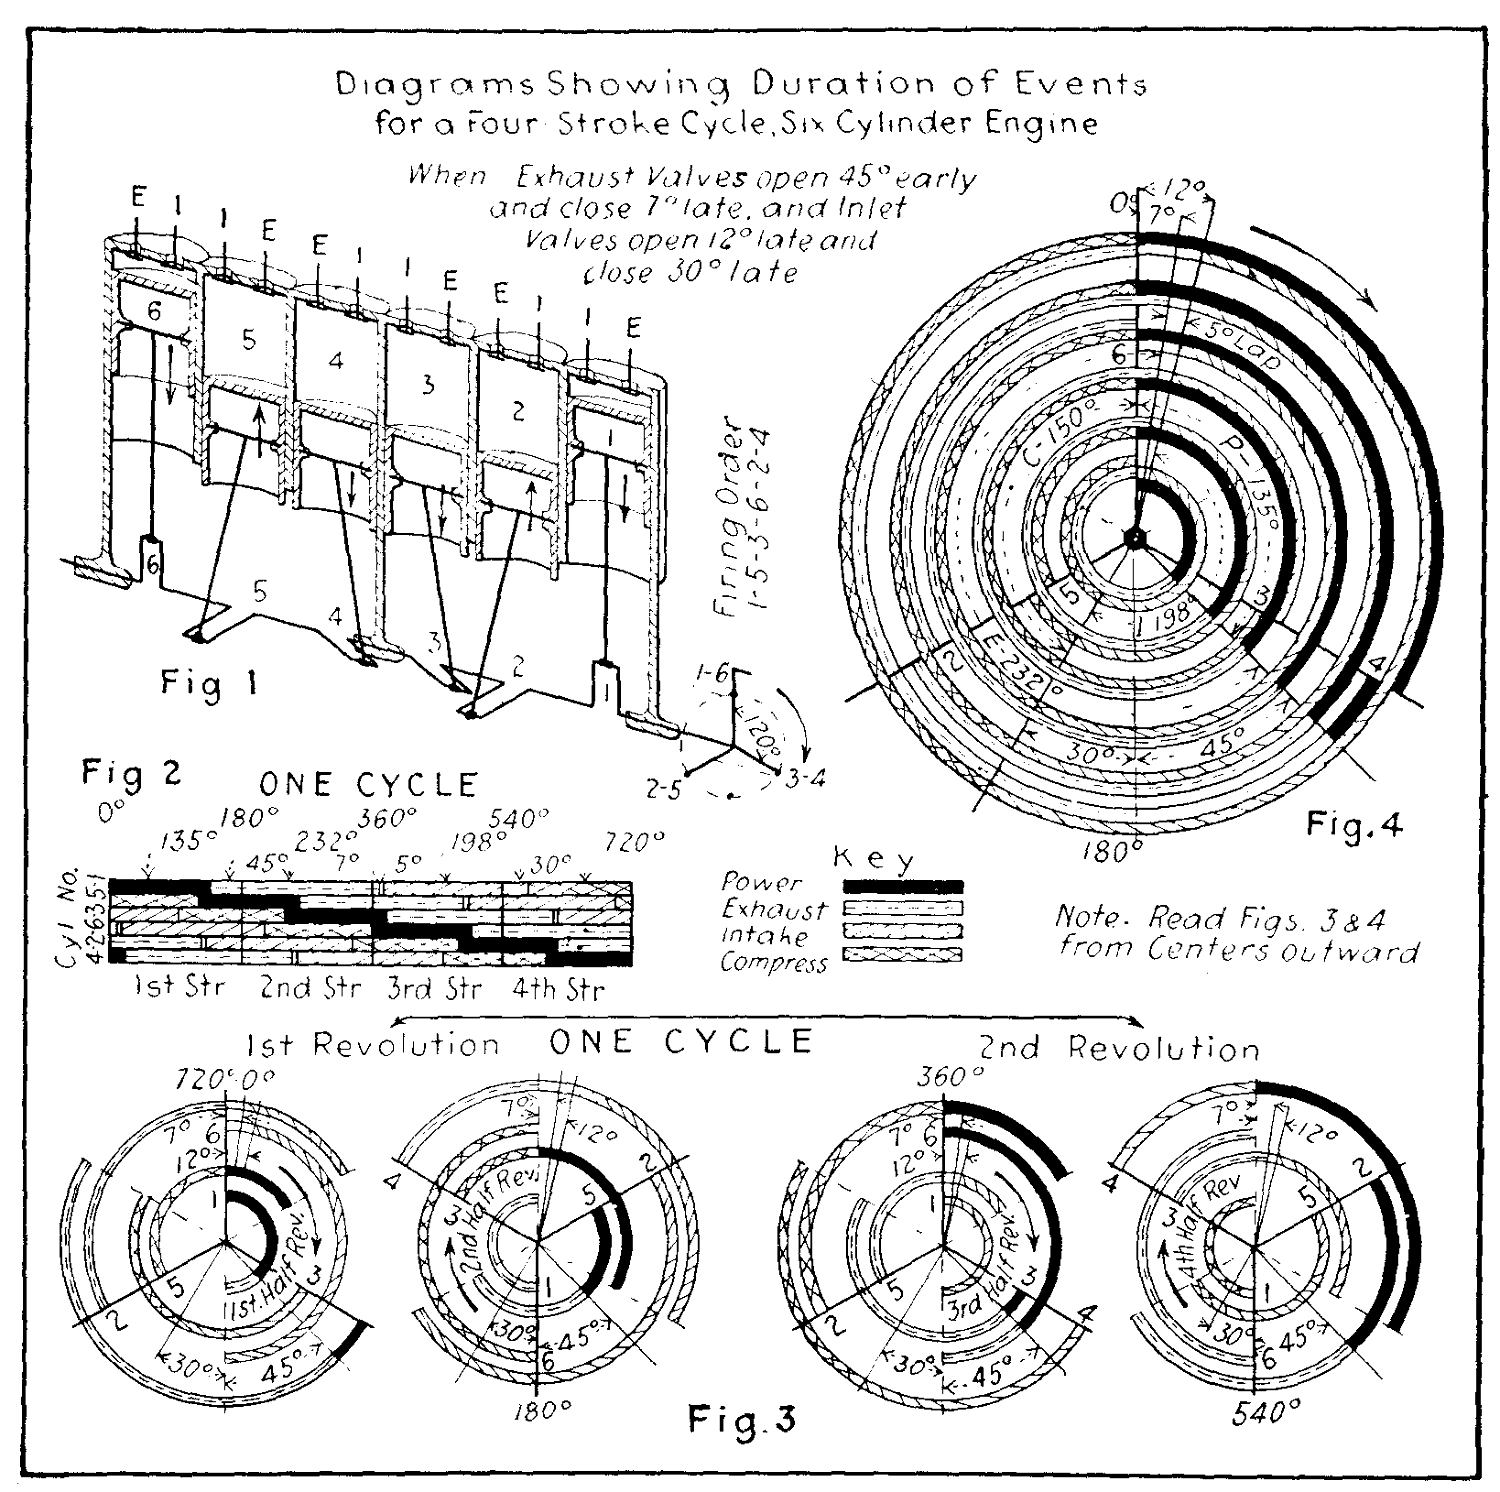 Diagrams Showing Duration of Events
for a Four Stroke Cycle, Six Cylinder Engine
When Exhaust Valves open 45° early
and close 7° late, and Inlet
Valves open 12° late and
close 30° late
E I I E E I I E E I I E
6 5 4 3 2 1
6 5 4 3 2 1
Fig 1
Firing Order
1-5-3-6-2-4
1-6
120°
2-5
3-4
0°
12°
7°
5° Lap
6
C-150°
P-135°
5
3
I 198°
2
E-232°
4
30°
45°
180°
Fig.4
Fig 2
ONE CYCLE
0° 180° 360° 540°
135° 232° 198° 720°
45° 7° 5° 30°
Cyl No.
4-2-6-3-5-1
1st Str 2nd Str 3rd Str 4th Str
Key
Power
Exhaust
Intake
Compress
Note- Read Figs. 3 & 4
from Centers outward
1st Revolution ONE CYCLE 2nd Revolution
720°-0°
7° 6
12°
1
1st Half Rev.
3
5
2
30°
45°
7°
12°
4
2
2nd Half Rev.
5
3
1
30°
45°
6
180°
360°
7° 6
12°
1
3rd Half Rev.
3
5
4
2
30°
45°
7°
12°
4
2
4th Half Rev
5
3
1
30°
45°
6
540°
Fig.3